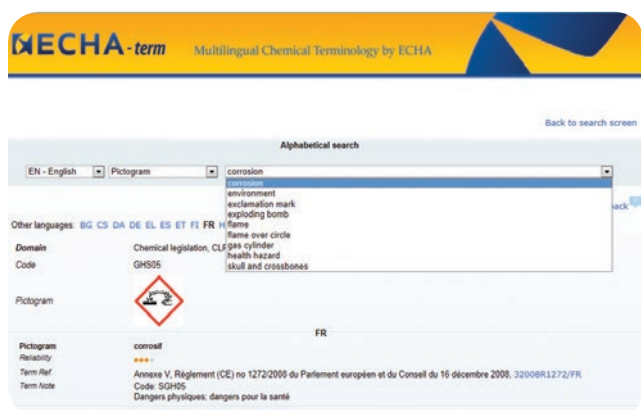 ECHA-term Multilingual Chemical Terminology by ECHA
Back to search screen
Alphabetical search
EN - English Pictogram corrosion
corrosion
environment
exclamation mark
exploding bomb
flame
flame over circle
gas cylinder
health hazard
skull and crossbones
ack
Other languages: BG CS DA DE EL ES ET FI FR H
Domain Chemical legislation, CL
Code GHS05
Pictogram
FR
Pictogram corrosif
Reliability
Term Ref Annexe V, Règlement (CE) no 1272/2008 du Parlement européen et du Conseil du 16 décembre 2008, 32008R1272/FR
Term Note Code: SGH05
Dangers physiques; dangers pour la santé